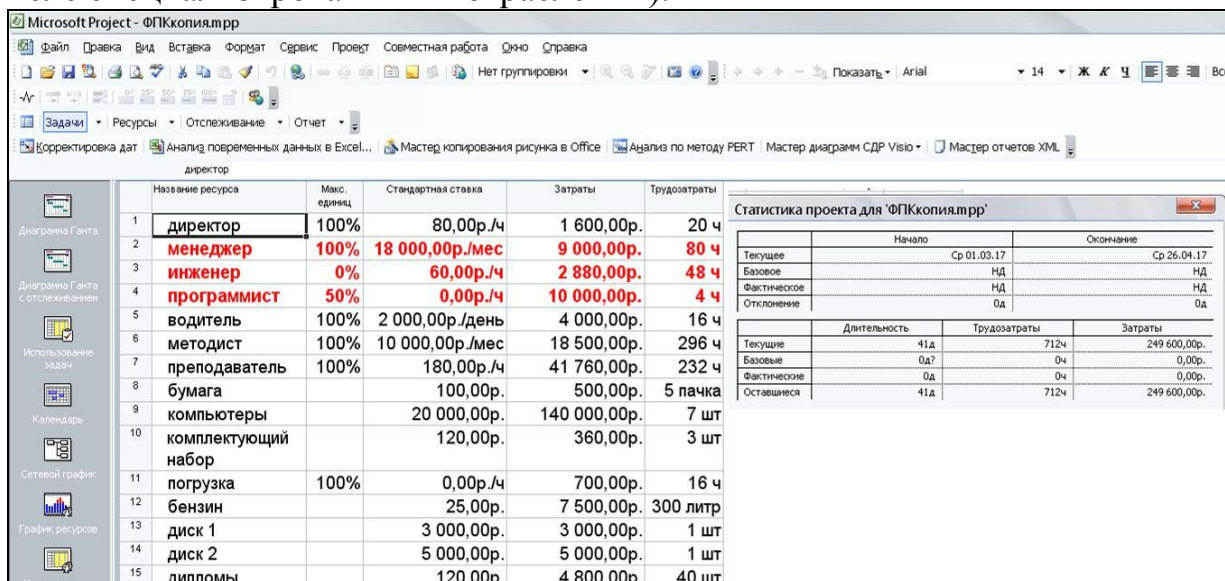 Microsoft Project - ФПКкопия.mpp
Файл Правка Вид Вставка Формат Сервис Проект Совместная работа Окно Справка
Нет группировки Показать Arial 14 Ж К Ч
0% 25% 50% 75% 100%
Задачи Ресурсы Отслеживание Отчет
Корректировка дат Анализ повременных данных в Excel... Мастер копирования рисунка в Office Анализ по методу PERT Мастер диаграмм СДР Visio Мастер отчетов XML
директор
Название ресурса Макс. единиц Стандартная ставка Затраты Трудозатраты
1 директор 100% 80,00р./ч 1 600,00р. 20 ч
2 менеджер 100% 18 000,00р./мес 9 000,00р. 80 ч
3 инженер 0% 60,00р./ч 2 880,00р. 48 ч
4 программист 50% 0,00р./ч 10 000,00р. 4 ч
5 водитель 100% 2 000,00р./день 4 000,00р. 16 ч
6 методист 100% 10 000,00р./мес 18 500,00р. 296 ч
7 преподаватель 100% 180,00р./ч 41 760,00р. 232 ч
8 бумага 100,00р. 500,00р. 5 пачка
9 компьютеры 20 000,00р. 140 000,00р. 7 шт
10 комплектующий 120,00р. 360,00р. 3 шт
набор
11 погрузка 100% 0,00р./ч 700,00р. 16 ч
12 бензин 25,00р. 7 500,00р. 300 литр
13 диск 1 3 000,00р. 3 000,00р. 1 шт
14 диск 2 5 000,00р. 5 000,00р. 1 шт
15 дипломы 120,00р. 4 800,00р. 40 шт
Диаграмма Ганта
Диаграмма Ганта
с отслеживанием
Использование
задач
Календарь
Сетевой график
График ресурсов
Статистика проекта для 'ФПКкопия.mpp'
Начало Окончание
Текущее Ср 01.03.17 Ср 26.04.17
Базовое НД НД
Фактическое НД НД
Отклонение 0д 0д
Длительность Трудозатраты Затраты
Текущие 41д 712ч 249 600,00р.
Базовые 0д? 0ч 0,00р.
Фактические 0д 0ч 0,00р.
Оставшиеся 41д 712ч 249 600,00р.